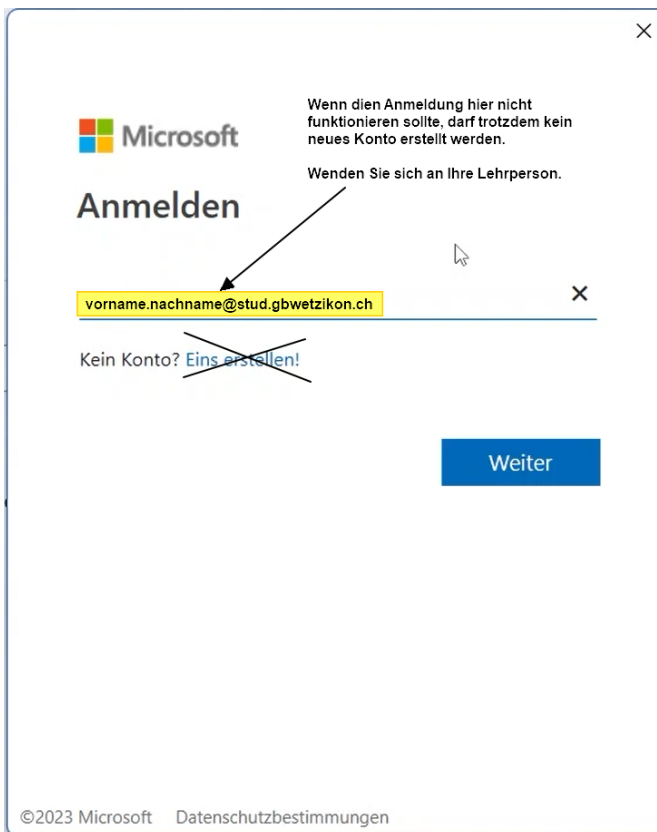 Wenn dien Anmeldung hier nicht
funktionieren sollte, darf trotzdem kein
neues Konto erstellt werden.
Wenden Sie sich an Ihre Lehrperson.
Microsoft
Anmelden
vorname.nachname@stud.gbwetzikon.ch
Kein Konto? Eins erstellen!
Weiter
©2023 Microsoft Datenschutzbestimmungen